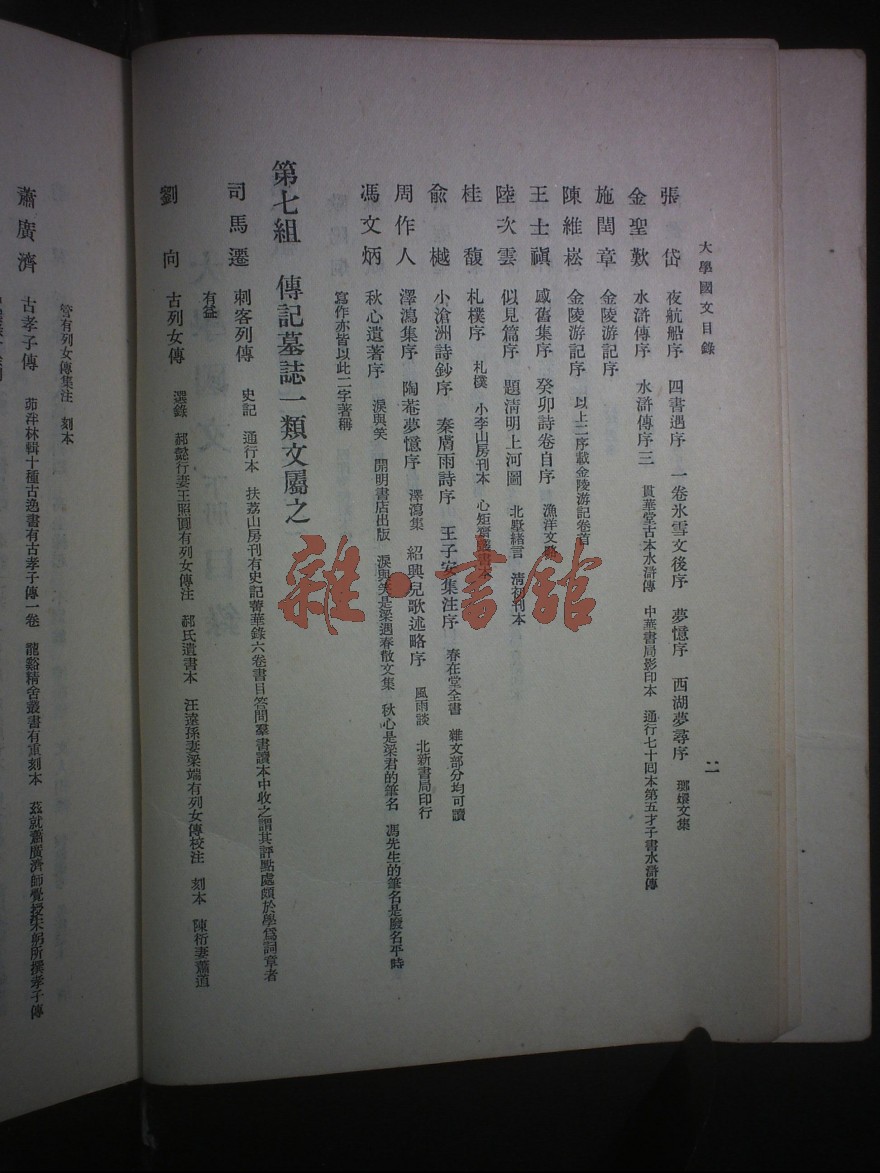 大學國文目錄
二
張岱　夜航船序　四書遇序　一卷氷雪文後序　夢憶序　西湖夢尋序　瑯嬛文集
金聖歎　水滸傳序　水滸傳序三　貫華堂古本水滸傳　中華書局影印本　通行七十回本第五才子書水滸傳
施閏章　金陵游記序
陳維崧　金陵游記序　以上二序載金陵游記卷首
王士禛　感舊集序　癸卯詩卷自序　漁洋文略
陸次雲　似見篇序　題淸明上河圖　北墅緒言　淸初刊本
桂馥　札樸序　札樸　小李山房刊本　心矩齋叢書本
俞樾　小滄洲詩鈔序　秦膚雨詩序　王子安集注序　春在堂全書　雜文部分均可讀
周作人　澤瀉集序　陶菴夢憶序　澤瀉集　紹興兒歌述略序　風雨談　北新書局印行
馮文炳　秋心遺著序　淚與笑　開明書店出版　淚與笑是梁遇春散文集　秋心是梁君的筆名　馮先生的筆名是廢名平時
寫作亦皆以此二字著稱
第七組　傳記墓誌一類文屬之
司馬遷　刺客列傳　史記　通行本　扶荔山房刊有史記菁華錄六卷書目答問羣書讀本中收之謂其評點處頗於學爲詞章者
有益
劉向　古列女傳　選錄　郝懿行妻王照圓有列女傳注　郝氏遺書本　汪遠孫妻梁端有列女傳校注　刻本　陳衍妻蕭道
管有列女傳集注　刻本
蕭廣濟　古孝子傳　茆泮林輯十種古逸書有古孝子傳一卷　龍谿精舍叢書有重刻本　茲就蕭廣濟師覺授宋躬所撰孝子傳
雜·書館